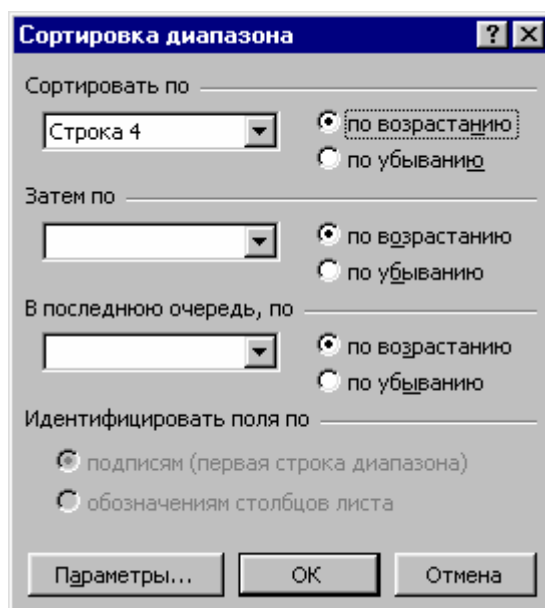 Сортировка диапазона
Сортировать по
Строка 4
по возрастанию
по убыванию
Затем по
по возрастанию
по убыванию
В последнюю очередь, по
по возрастанию
по убыванию
Идентифицировать поля по
подписям (первая строка диапазона)
обозначениям столбцов листа
Параметры... ОК Отмена